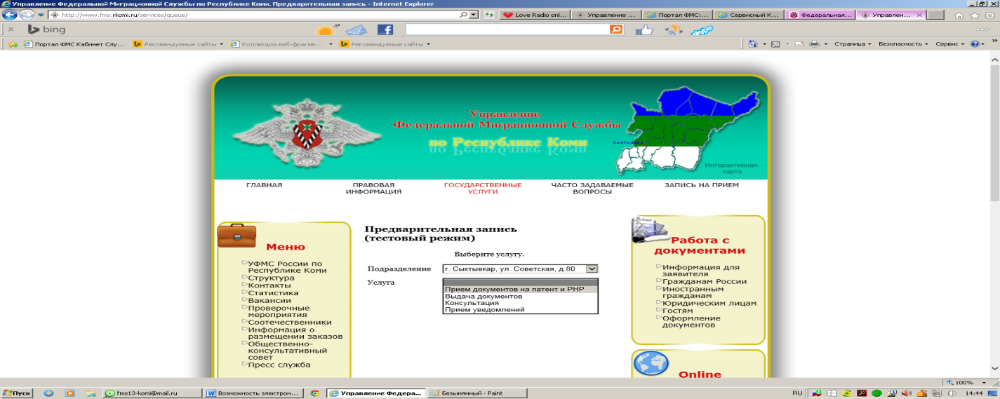 Управление Федеральной Миграционной Службы по Республике Коми. Предварительная запись - Internet Explorer
http://www.fms.rkomi.ru/services/queue/
Love Radio onl...
Управление ...
Портал ФМС:...
Сервисный К...
Федеральная...
Управлен...
bing
-5°
Портал ФМС Кабинет Слу...
Рекомендуемые сайты
Коллекция веб-фрагме...
Рекомендуемые сайты
Страница
Безопасность
Сервис
Управление
Федеральной Миграционной Службы
по Республике Коми
Сыктывкар
Интерактивная
карта
ГЛАВНАЯ
ПРАВОВАЯ
ИНФОРМАЦИЯ
ГОСУДАРСТВЕННЫЕ
УСЛУГИ
ЧАСТО ЗАДАВАЕМЫЕ
ВОПРОСЫ
ЗАПИСЬ НА ПРИЕМ
Меню
УФМС России по
Республике Коми
Структура
Контакты
Статистика
Вакансии
Проверочные
мероприятия
Соотечественники
Информация о
размещении заказов
Общественно-
консультативный
совет
Пресс служба
Предварительная запись
(тестовый режим)
Выберите услугу.
Подразделение
г. Сыктывкар, ул. Советская, д.80
Услуга
Прием документов на патент и РНР
Выдача документов
Консультация
Прием уведомлений
Работа с
документами
Информация для
заявителя
Гражданам России
Иностранным
гражданам
Юридическим лицам
Гостям
Оформление
документов
Online
100%
Пуск
fms13-komi@mail.ru
Возможность электрон...
Управление Федера...
Безымянный - Paint
RU
14:44